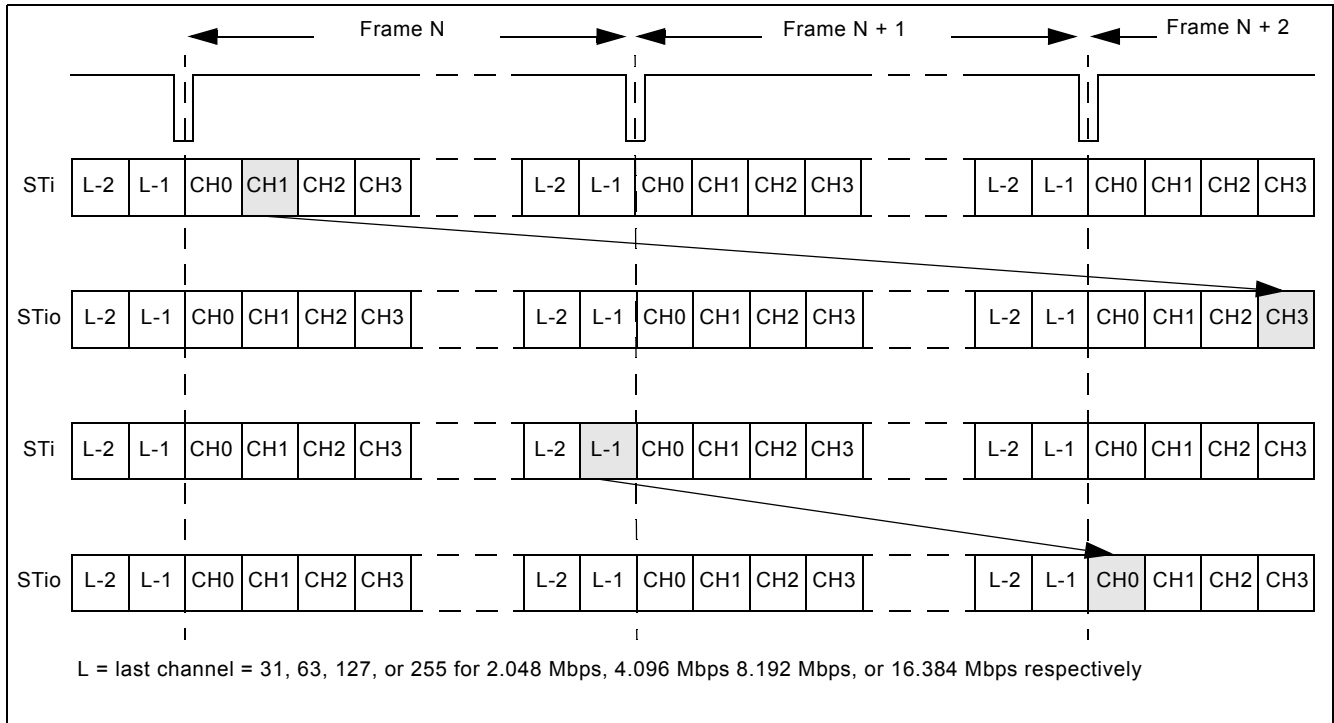 Frame N Frame N + 1 Frame N + 2
STi L-2 L-1 CH0 CH1 CH2 CH3 L-2 L-1 CH0 CH1 CH2 CH3 L-2 L-1 CH0 CH1 CH2 CH3
STio L-2 L-1 CH0 CH1 CH2 CH3 L-2 L-1 CH0 CH1 CH2 CH3 L-2 L-1 CH0 CH1 CH2 CH3
STi L-2 L-1 CH0 CH1 CH2 CH3 L-2 L-1 CH0 CH1 CH2 CH3 L-2 L-1 CH0 CH1 CH2 CH3
STio L-2 L-1 CH0 CH1 CH2 CH3 L-2 L-1 CH0 CH1 CH2 CH3 L-2 L-1 CH0 CH1 CH2 CH3
L = last channel = 31, 63, 127, or 255 for 2.048 Mbps, 4.096 Mbps 8.192 Mbps, or 16.384 Mbps respectively